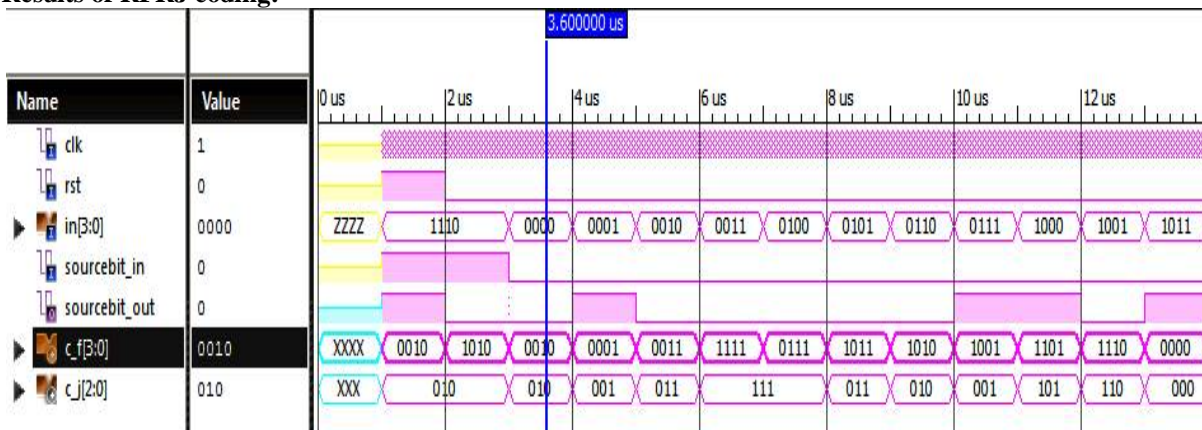 Results of RPRS coding:
3.600000 us
Name Value 0 us 2 us 4 us 6 us 8 us 10 us 12 us
clk 1
rst 0
in[3:0] 0000 ZZZZ 1110 0000 0001 0010 0011 0100 0101 0110 0111 1000 1001 1011
sourcebit_in 0
sourcebit_out 0
c_f[3:0] 0010 XXXX 0010 1010 0010 0001 0011 1111 0111 1011 1010 1001 1101 1110 0000
c_j[2:0] 010 XXX 010 010 001 011 111 011 010 001 101 110 000